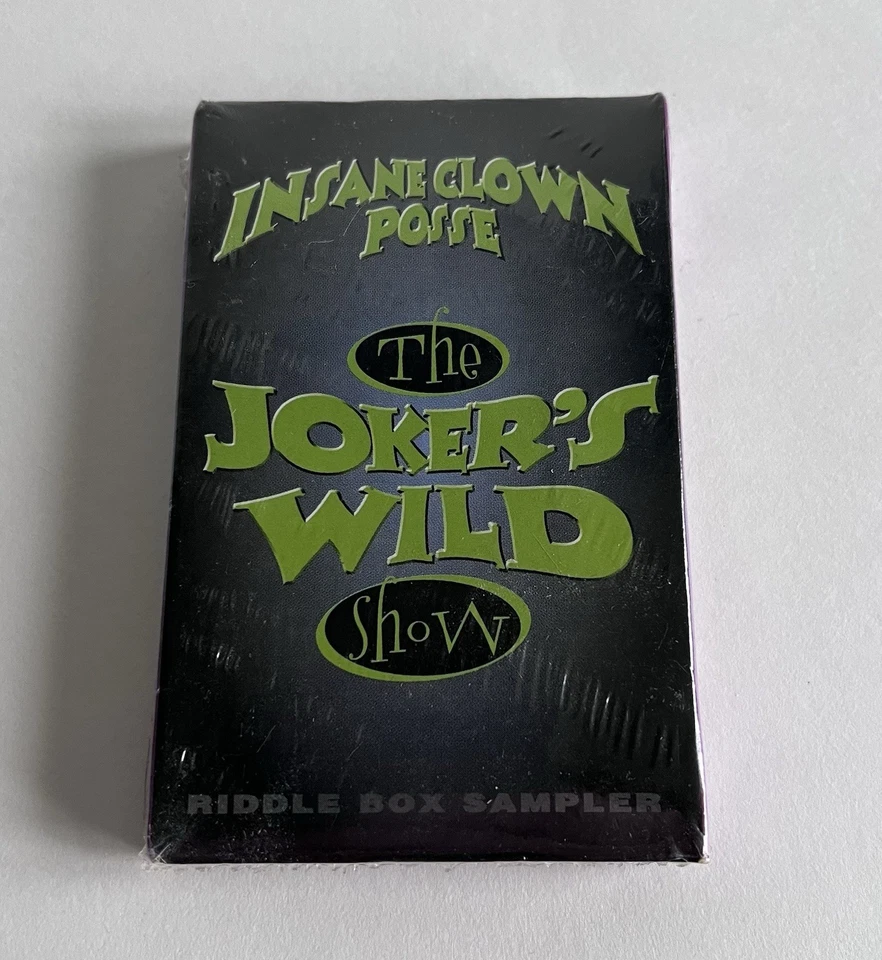 INSANE CLOWN
POSSE
The
JOKER'S
WILD
Show
RIDDLE BOX SAMPLER